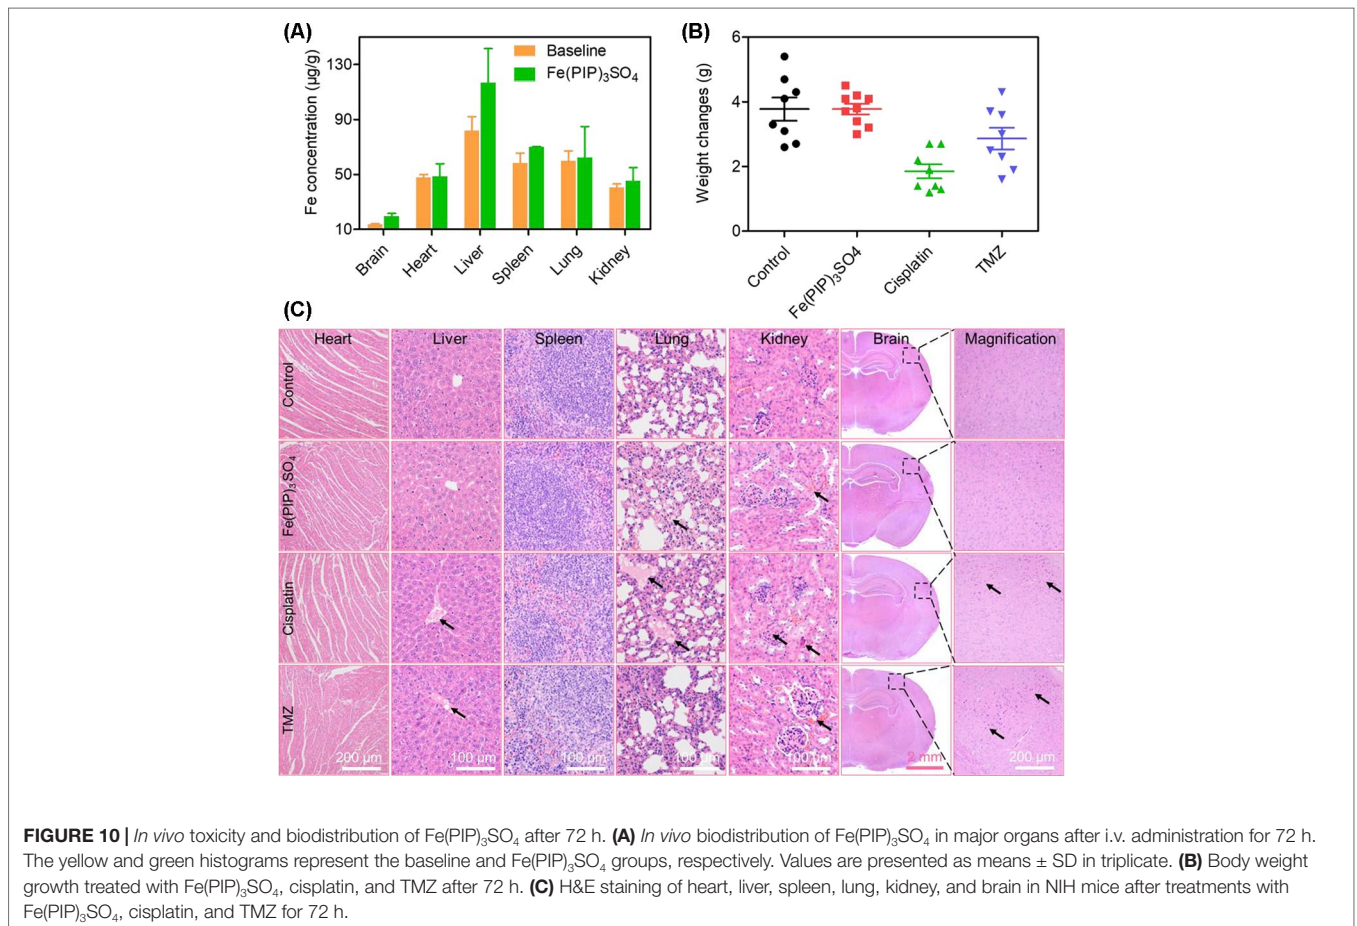 (A)
Fe concentration (µg/g)
130
90
50
10
Baseline
Fe(PIP)₃SO₄
Brain
Heart
Liver
Spleen
Lung
Kidney
(B)
Weight changes (g)
6
4
2
0
Control
Fe(PIP)₃SO4
Cisplatin
TMZ
(C)
Heart Liver Spleen Lung Kidney Brain Magnification
Control
Fe(PIP)₃SO₄
Cisplatin
TMZ
200 µm 100 µm 100 µm 100 µm 100 µm 2 mm 200 µm
FIGURE 10 | In vivo toxicity and biodistribution of Fe(PIP)₃SO₄ after 72 h. (A) In vivo biodistribution of Fe(PIP)₃SO₄ in major organs after i.v. administration for 72 h.
The yellow and green histograms represent the baseline and Fe(PIP)₃SO₄ groups, respectively. Values are presented as means ± SD in triplicate. (B) Body weight
growth treated with Fe(PIP)₃SO₄, cisplatin, and TMZ after 72 h. (C) H&E staining of heart, liver, spleen, lung, kidney, and brain in NIH mice after treatments with
Fe(PIP)₃SO₄, cisplatin, and TMZ for 72 h.